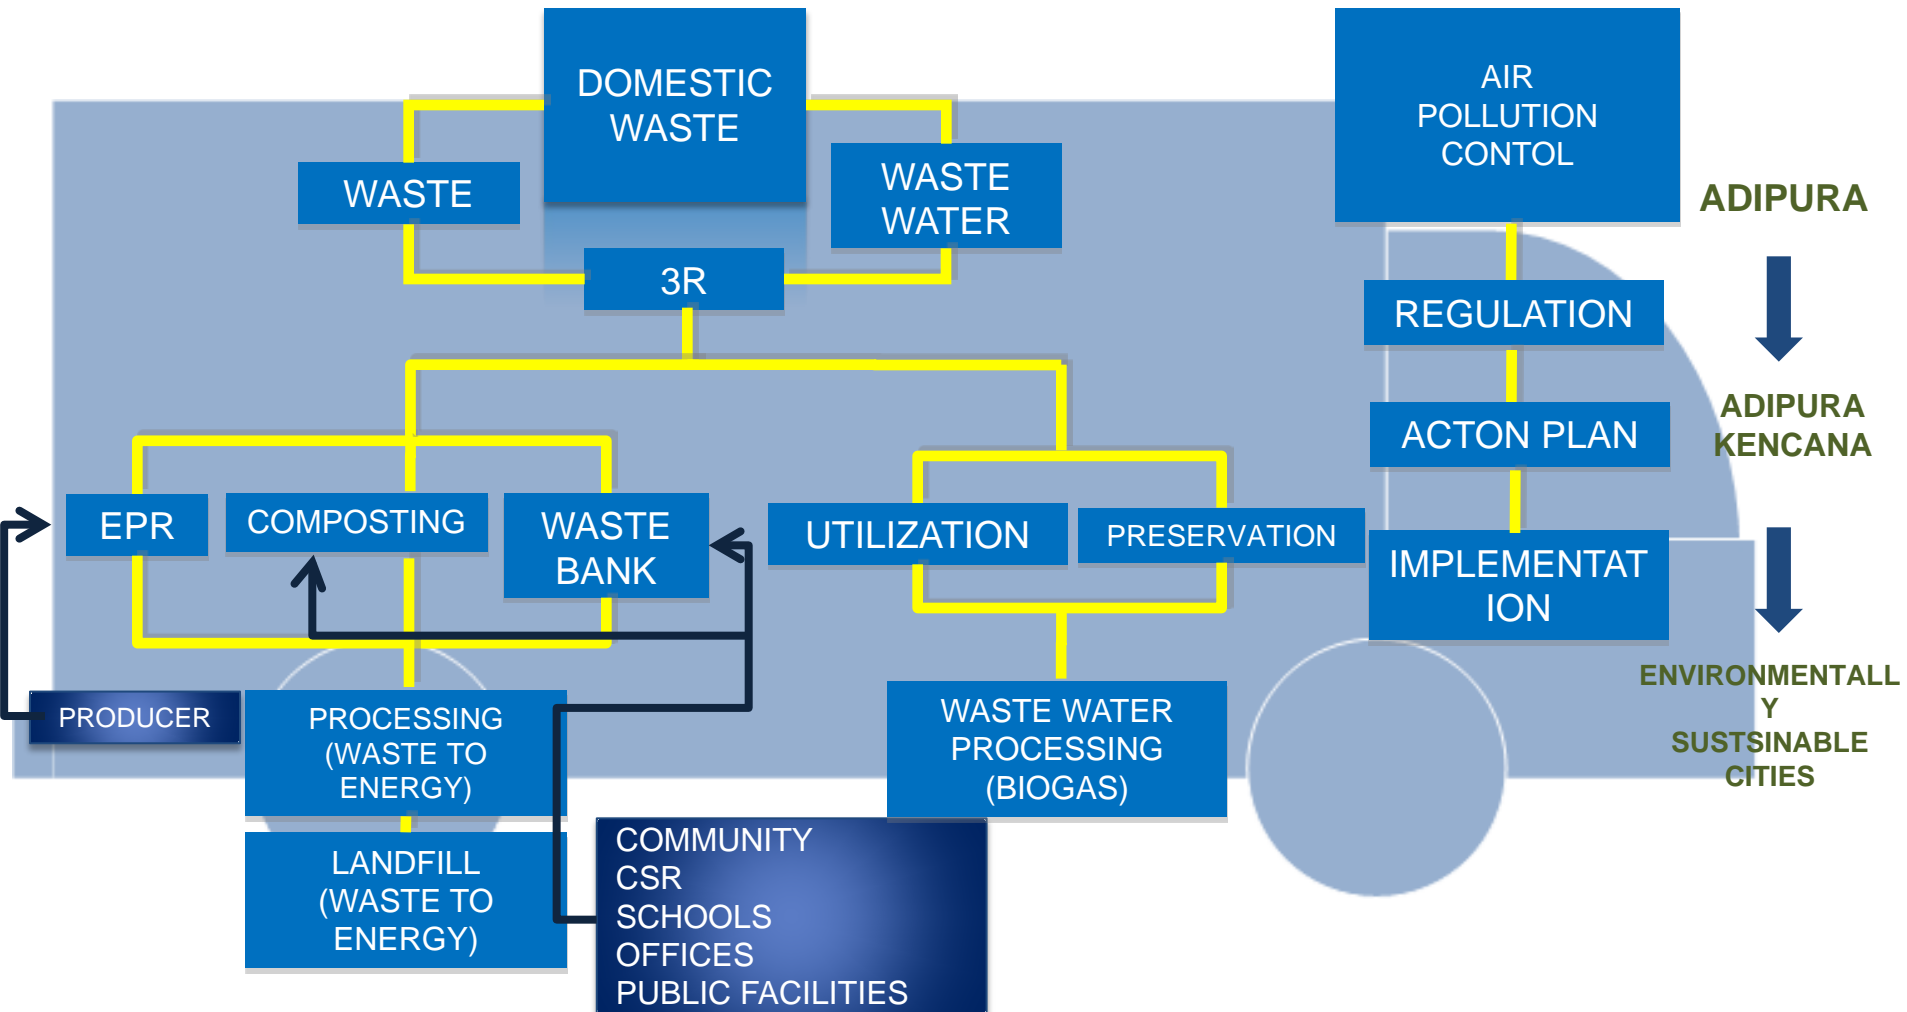 DOMESTIC
WASTE
AIR
POLLUTION
CONTOL
WASTE
WASTE
WATER
ADIPURA
3R
REGULATION
ADIPURA
KENCANA
ACTON PLAN
EPR
COMPOSTING
WASTE
BANK
UTILIZATION
PRESERVATION
IMPLEMENTAT
ION
ENVIRONMENTALL
Y
SUSTSINABLE
CITIES
PRODUCER
PROCESSING
(WASTE TO
ENERGY)
WASTE WATER
PROCESSING
(BIOGAS)
LANDFILL
(WASTE TO
ENERGY)
COMMUNITY
CSR
SCHOOLS
OFFICES
PUBLIC FACILITIES